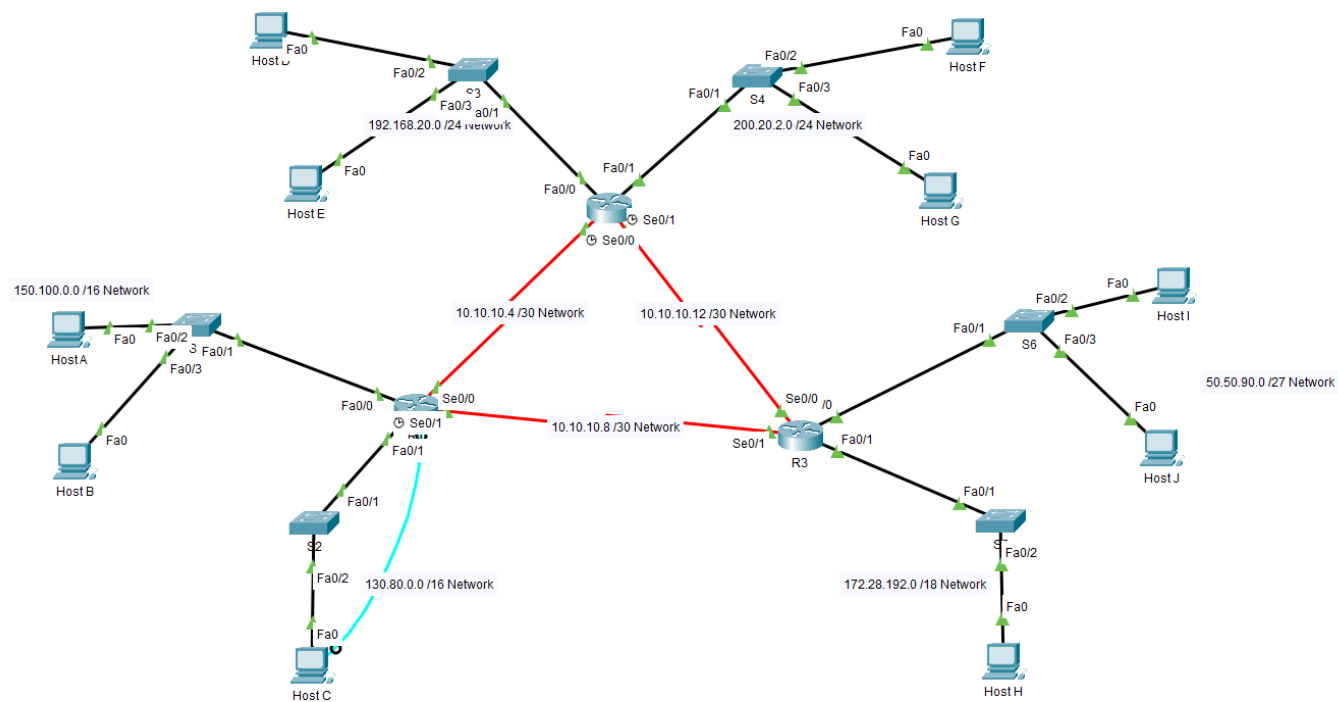 Fa0
Host D
Fa0/2
S3
Fa0/3
a0/1
192.168.20.0 /24 Network
Fa0
Host E
Fa0/0
Fa0
Host F
Fa0/2
Fa0/3
S4
Fa0/1
200.20.2.0 /24 Network
Fa0
Host G
Fa0/1
Se0/1
Se0/0
150.100.0.0 /16 Network
Fa0
Host A
Fa0/2
S
Fa0/1
Fa0/3
Fa0
Host B
10.10.10.4 /30 Network
10.10.10.12 /30 Network
Fa0/0
Se0/0
Se0/1
Fa0/1
10.10.10.8 /30 Network
Fa0/1
Fa0/2
130.80.0.0 /16 Network
Fa0
Host C
Se0/0
/0
Se0/1
R3
Fa0/1
Fa0/1
S6
Fa0/2
Fa0/3
Fa0
Host I
50.50.90.0 /27 Network
Fa0
Host J
Fa0/1
Fa0/2
172.28.192.0 /18 Network
Fa0
Host H